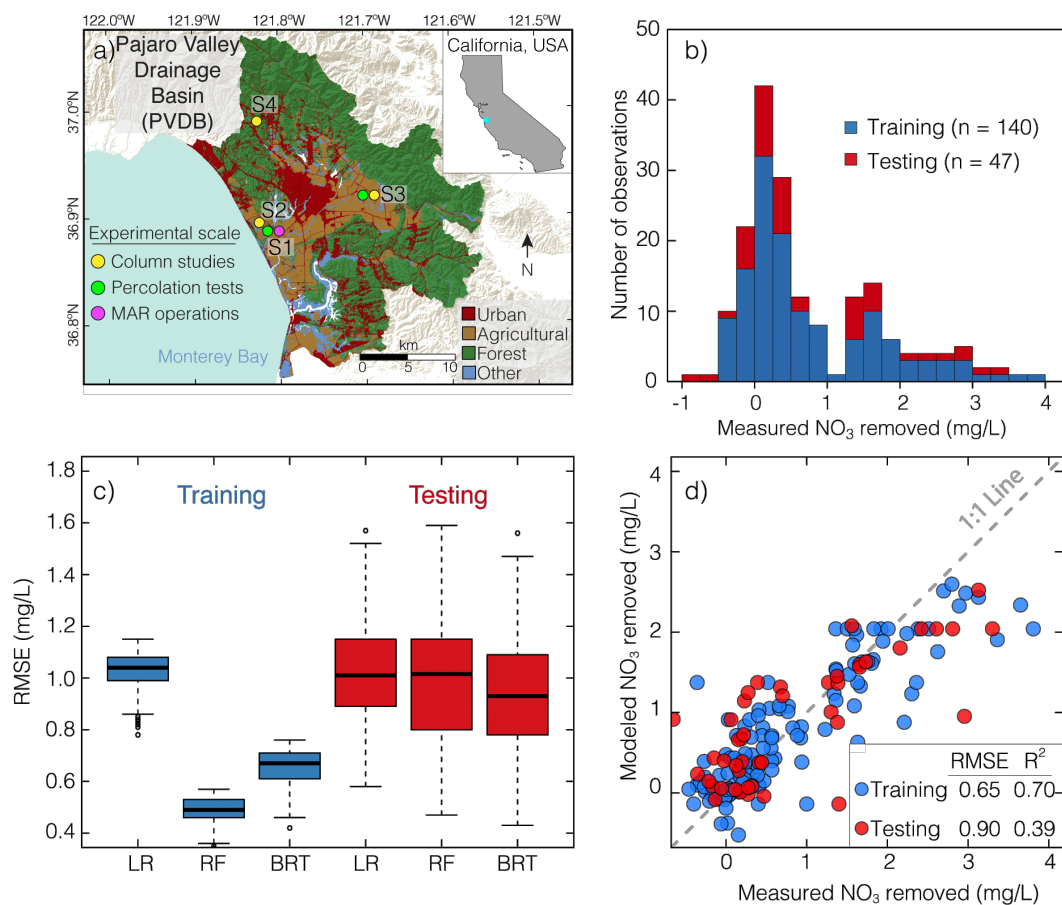 122.0°W 121.9°W 121.8°W 121.7°W 121.6°W 121.5°W
a)
Pajaro Valley
Drainage
Basin
(PVDB)
California, USA
37.0°N
36.9°N
36.8°N
S4
S3
S2
S1
Experimental scale
Column studies
Percolation tests
MAR operations
N
Monterey Bay
km
0 5 10
Urban
Agricultural
Forest
Other
b)
Number of observations
50
40
30
20
10
0
Training (n = 140)
Testing (n = 47)
-1 0 1 2 3 4
Measured NO₃ removed (mg/L)
c)
Training Testing
RMSE (mg/L)
1.8
1.6
1.4
1.2
1.0
0.8
0.6
0.4
LR RF BRT LR RF BRT
d)
1:1 Line
Modeled NO₃ removed (mg/L)
4
3
2
1
0
RMSE R²
Training 0.65 0.70
Testing 0.90 0.39
0 1 2 3 4
Measured NO₃ removed (mg/L)